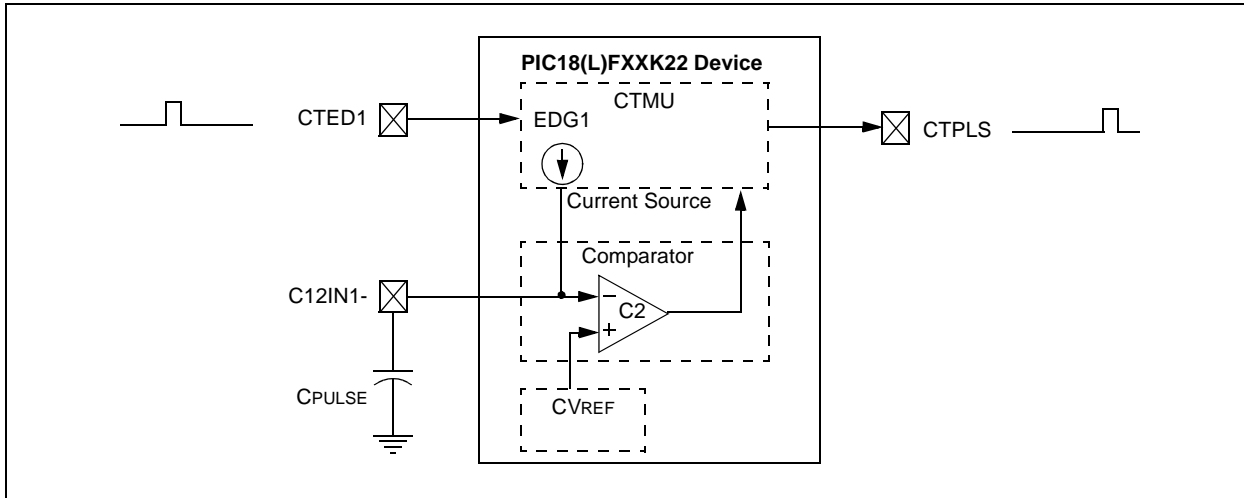 PIC18(L)FXXK22 Device
CTMU
CTED1
EDG1
CTPLS
Current Source
Comparator
C12IN1-
−
C2
+
CPULSE
CVREF